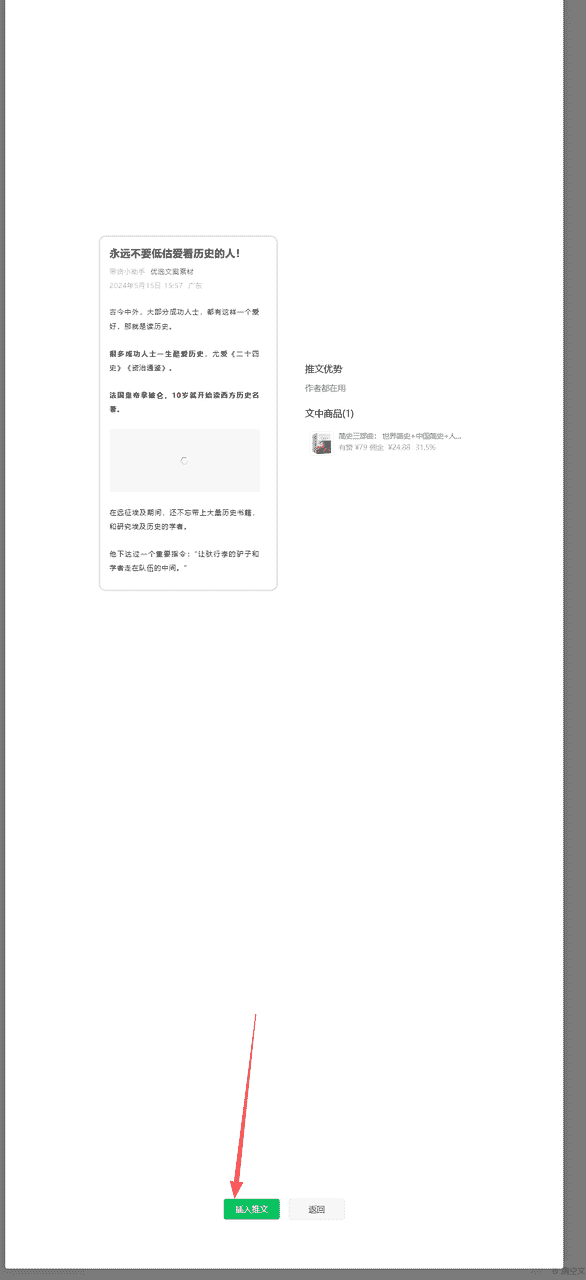 永远不要低估爱看历史的人！
带货小助手 优选文案素材
2024年5月15日 15:57 广东
古今中外，大部分成功人士，都有这样一个爱
好，那就是读历史。
很多成功人士一生酷爱历史，尤爱《二十四
史》《资治通鉴》。
法国皇帝拿破仑，10岁就开始读西方历史名
著。
在远征埃及期间，还不忘带上大量历史书籍，
和研究埃及历史的学者。
他下达过一个重要指令：“让驮行李的驴子和
学者走在队伍的中间。”
推文优势
作者都在用
文中商品(1)
简史三部曲： 世界简史+中国简史+人...
有赞 ¥79 佣金 ¥24.88 31.5%
插入推文
返回